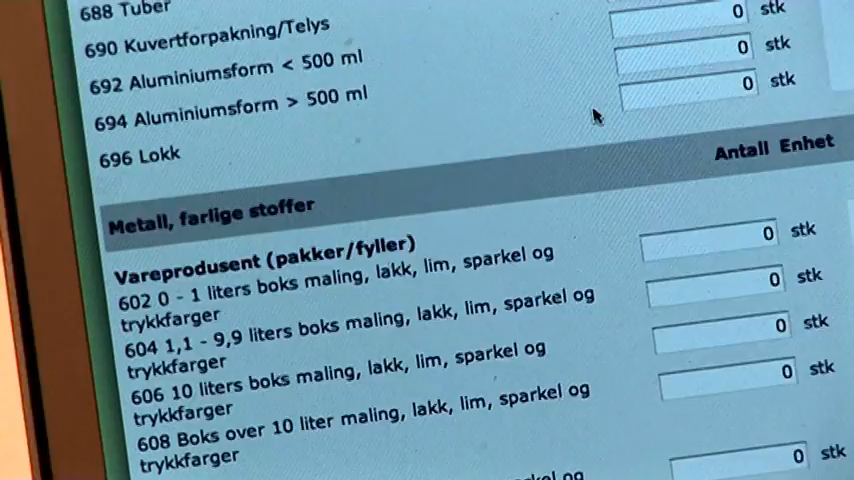 688 Tuber
0 stk
690 Kuvertforpakning/Telys
0 stk
692 Aluminiumsform < 500 ml
0 stk
694 Aluminiumsform > 500 ml
696 Lokk
Antall Enhet
Metall, farlige stoffer
Vareprodusent (pakker/fyller)
602 0 - 1 liters boks maling, lakk, lim, sparkel og
trykkfarger
0 stk
604 1,1 - 9,9 liters boks maling, lakk, lim, sparkel og
trykkfarger
0 stk
606 10 liters boks maling, lakk, lim, sparkel og
trykkfarger
0 stk
608 Boks over 10 liter maling, lakk, lim, sparkel og
trykkfarger
0 stk
sparkel og
0 stk